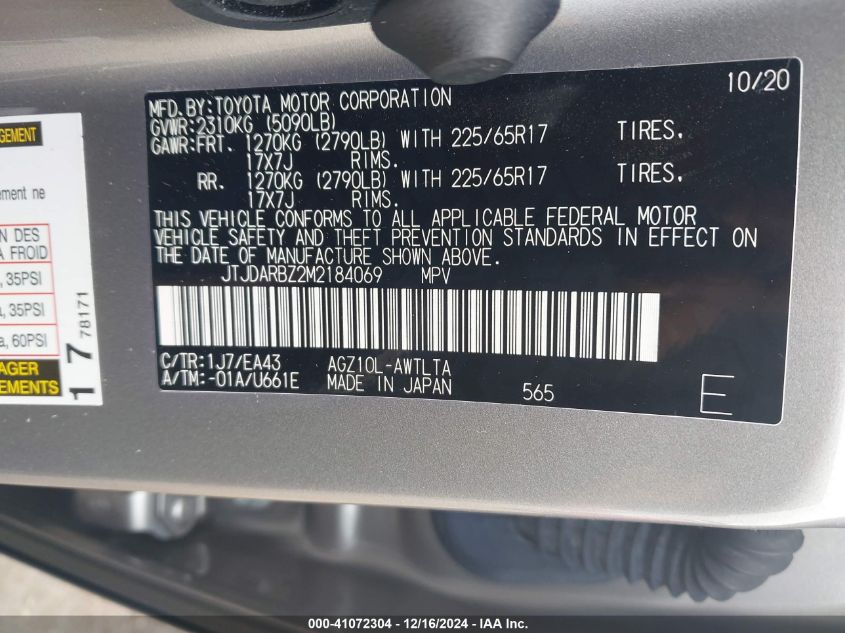 10/20
MFD.BY:TOYOTA MOTOR CORPORATION
GVWR:2310KG (5090LB)
GAWR:FRT. 1270KG (2790LB) WITH 225/65R17 TIRES.
17X7J RIMS.
RR. 1270KG (2790LB) WITH 225/65R17 TIRES,
17X7J RIMS.
THIS VEHICLE CONFORMS TO ALL APPLICABLE FEDERAL MOTOR
VEHICLE SAFETY AND THEFT PREVENTION STANDARDS IN EFFECT ON
THE DATE OF MANUFACTURE SHOWN ABOVE.
JTJDARBZ2M2184069 MPV
C/TR:1J7/EA43 AGZ10L-AWTLTA
A/TM:-01A/U661E MADE IN JAPAN 565
E
ement ne
N DES
A FROID
, 35PSI
a, 35PSI
a, 60PSI
17 78171
000-41072304 - 12/16/2024 - IAA Inc.